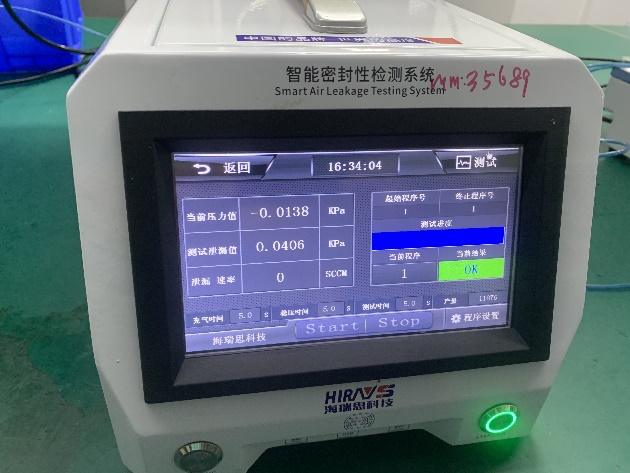 智能密封性检测系统
Smart Air Leakage Testing System
MM:35689
返回
16:34:04
测试
当前压力值 -0.0138 KPa
测试泄漏值 0.0406 KPa
泄漏 速率 0 SCCM
起始程序号 终止程序号
1 1
测试进度
当前程序 当前结果
1 OK
充气时间 5.0 S 稳压时间 5.0 S 测试时间 5.0 S 产量 11076
海瑞思科技
Start Stop
程序设置
HIRAYS
海瑞思科技